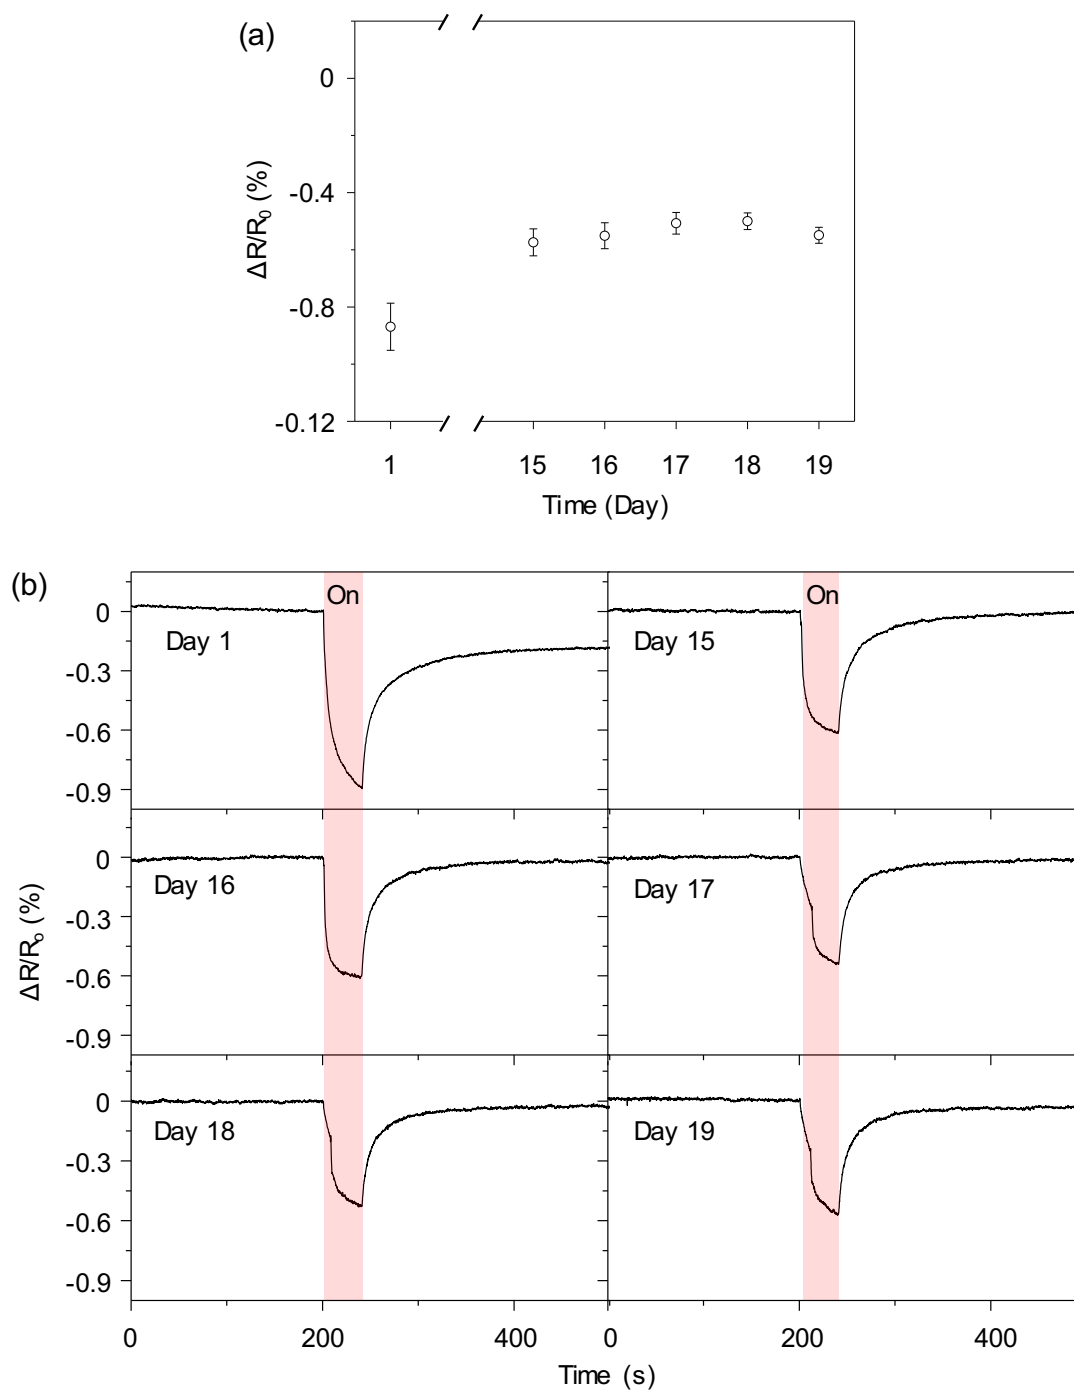 (a)
0
-0.4
-0.8
-0.12
ΔR/R0 (%)
1 15 16 17 18 19
Time (Day)
(b)
On On
0
-0.3
-0.6
-0.9
Day 1 Day 15
0
-0.3
-0.6
-0.9
Day 16 Day 17
ΔR/Ro (%)
0
-0.3
-0.6
-0.9
Day 18 Day 19
0 200 400 0 200 400
Time (s)